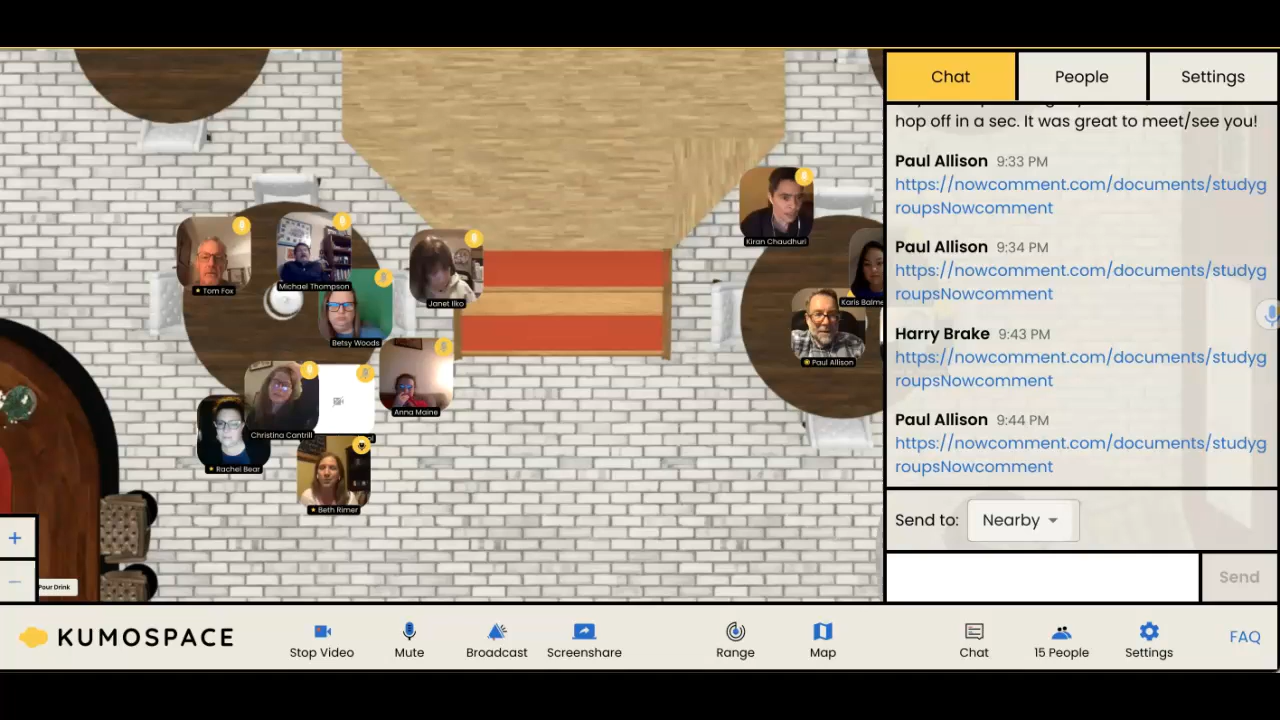 Chat
People
Settings
hop off in a sec. It was great to meet/see you!
Paul Allison 9:33 PM
https://nowcomment.com/documents/studyg
roupsNowcomment
Paul Allison 9:34 PM
https://nowcomment.com/documents/studyg
roupsNowcomment
Harry Brake 9:43 PM
https://nowcomment.com/documents/studyg
roupsNowcomment
Paul Allison 9:44 PM
https://nowcomment.com/documents/studyg
roupsNowcomment
Send to: Nearby
Send
Kiran Chaudhuri
Tom Fox
Michael Thompson
Janet Ilko
Karis Balme
Betsy Woods
Paul Allison
Anna Maine
Christina Cantrill
Rachel Bear
Beth Rimer
+
−
Pour Drink
KUMOSPACE
Stop Video
Mute
Broadcast
Screenshare
Range
Map
Chat
15 People
Settings
FAQ